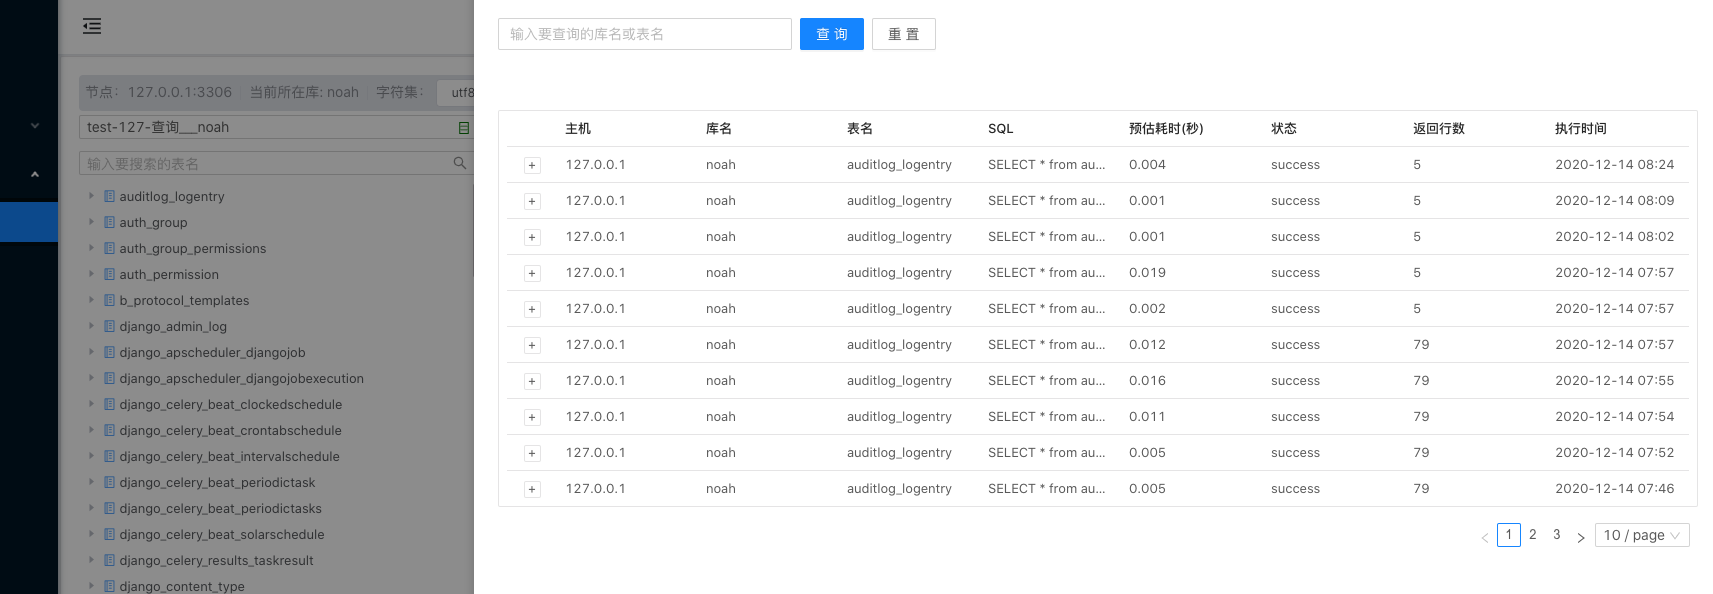 节点: 127.0.0.1:3306 当前所在库: noah 字符集: utf8
test-127-查询___noah
输入要搜索的表名
auditlog_logentry
auth_group
auth_group_permissions
auth_permission
b_protocol_templates
django_admin_log
django_apscheduler_djangojob
django_apscheduler_djangojobexecution
django_celery_beat_clockedschedule
django_celery_beat_crontabschedule
django_celery_beat_intervalschedule
django_celery_beat_periodictask
django_celery_beat_periodictasks
django_celery_beat_solarschedule
django_celery_results_taskresult
django_content_type
输入要查询的库名或表名 查 询 重 置
主机 库名 表名 SQL 预估耗时(秒) 状态 返回行数 执行时间
+ 127.0.0.1 noah auditlog_logentry SELECT * from au... 0.004 success 5 2020-12-14 08:24
+ 127.0.0.1 noah auditlog_logentry SELECT * from au... 0.001 success 5 2020-12-14 08:09
+ 127.0.0.1 noah auditlog_logentry SELECT * from au... 0.001 success 5 2020-12-14 08:02
+ 127.0.0.1 noah auditlog_logentry SELECT * from au... 0.019 success 5 2020-12-14 07:57
+ 127.0.0.1 noah auditlog_logentry SELECT * from au... 0.002 success 5 2020-12-14 07:57
+ 127.0.0.1 noah auditlog_logentry SELECT * from au... 0.012 success 79 2020-12-14 07:57
+ 127.0.0.1 noah auditlog_logentry SELECT * from au... 0.016 success 79 2020-12-14 07:55
+ 127.0.0.1 noah auditlog_logentry SELECT * from au... 0.011 success 79 2020-12-14 07:54
+ 127.0.0.1 noah auditlog_logentry SELECT * from au... 0.005 success 79 2020-12-14 07:52
+ 127.0.0.1 noah auditlog_logentry SELECT * from au... 0.005 success 79 2020-12-14 07:46
< 1 2 3 > 10 / page